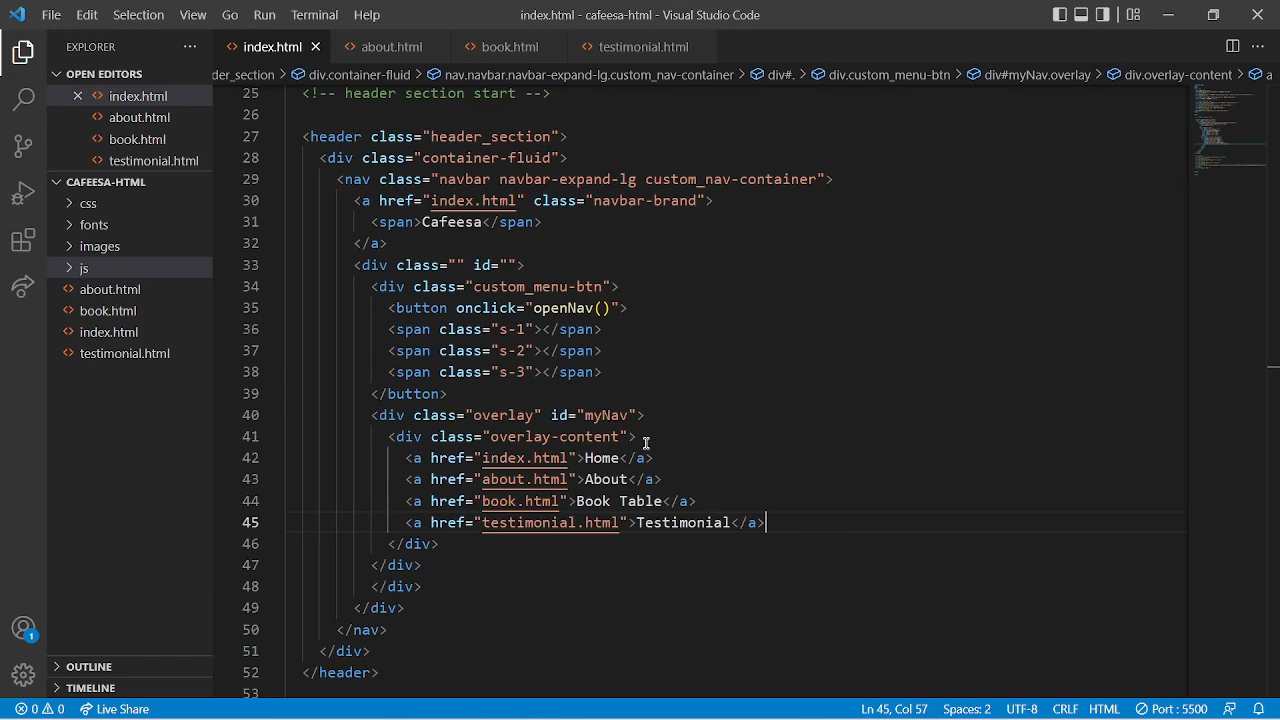 File Edit Selection View Go Run Terminal Help index.html - cafeesa-html - Visual Studio Code
EXPLORER
index.html about.html book.html testimonial.html
OPEN EDITORS
index.html
about.html
book.html
testimonial.html
CAFEESA-HTML
css
fonts
images
js
about.html
book.html
index.html
testimonial.html
OUTLINE
TIMELINE
der_section > div.container-fluid > nav.navbar.navbar-expand-lg.custom_nav-container > div#. > div.custom_menu-btn > div#myNav.overlay > div.overlay-content > a
25 <!-- header section start -->
26
27 <header class="header_section">
28 <div class="container-fluid">
29 <nav class="navbar navbar-expand-lg custom_nav-container">
30 <a href="index.html" class="navbar-brand">
31 <span>Cafeesa</span>
32 </a>
33 <div class="" id="">
34 <div class="custom_menu-btn">
35 <button onclick="openNav()">
36 <span class="s-1"></span>
37 <span class="s-2"></span>
38 <span class="s-3"></span>
39 </button>
40 <div class="overlay" id="myNav">
41 <div class="overlay-content">
42 <a href="index.html">Home</a>
43 <a href="about.html">About</a>
44 <a href="book.html">Book Table</a>
45 <a href="testimonial.html">Testimonial</a>
46 </div>
47 </div>
48 </div>
49 </div>
50 </nav>
51 </div>
52 </header>
53
1
0 0 Live Share Ln 45, Col 57 Spaces: 2 UTF-8 CRLF HTML Port : 5500